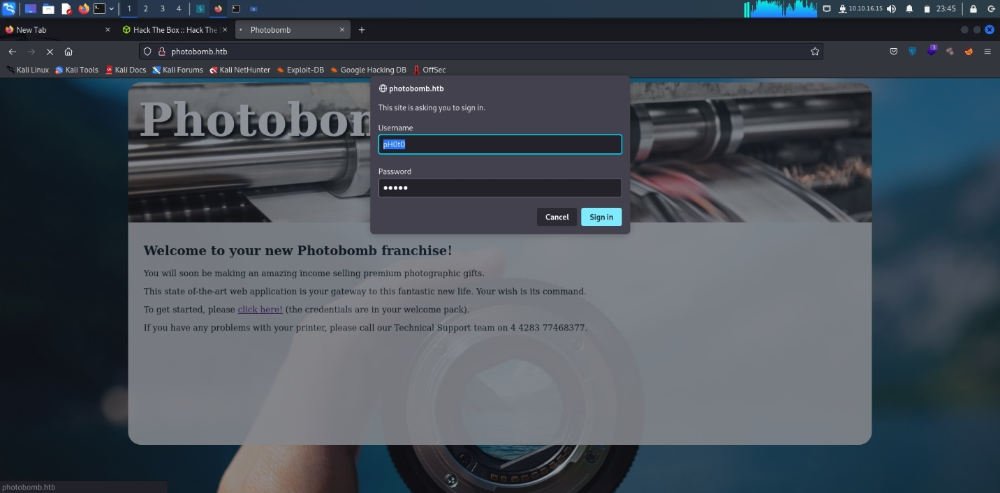 1 2 3 4 10.10.16.15 23:45
New Tab Hack The Box :: Hack The Photobomb
photobomb.htb 3
Kali Linux Kali Tools Kali Docs Kali Forums Kali NetHunter Exploit-DB Google Hacking DB OffSec
photobomb.htb
This site is asking you to sign in.
Username
pH0t0
Password
•••••
Cancel Sign in
Photobom
Welcome to your new Photobomb franchise!
You will soon be making an amazing income selling premium photographic gifts.
This state of-the-art web application is your gateway to this fantastic new life. Your wish is its command.
To get started, please click here! (the credentials are in your welcome pack).
If you have any problems with your printer, please call our Technical Support team on 4 4283 77468377.
photobomb.htb